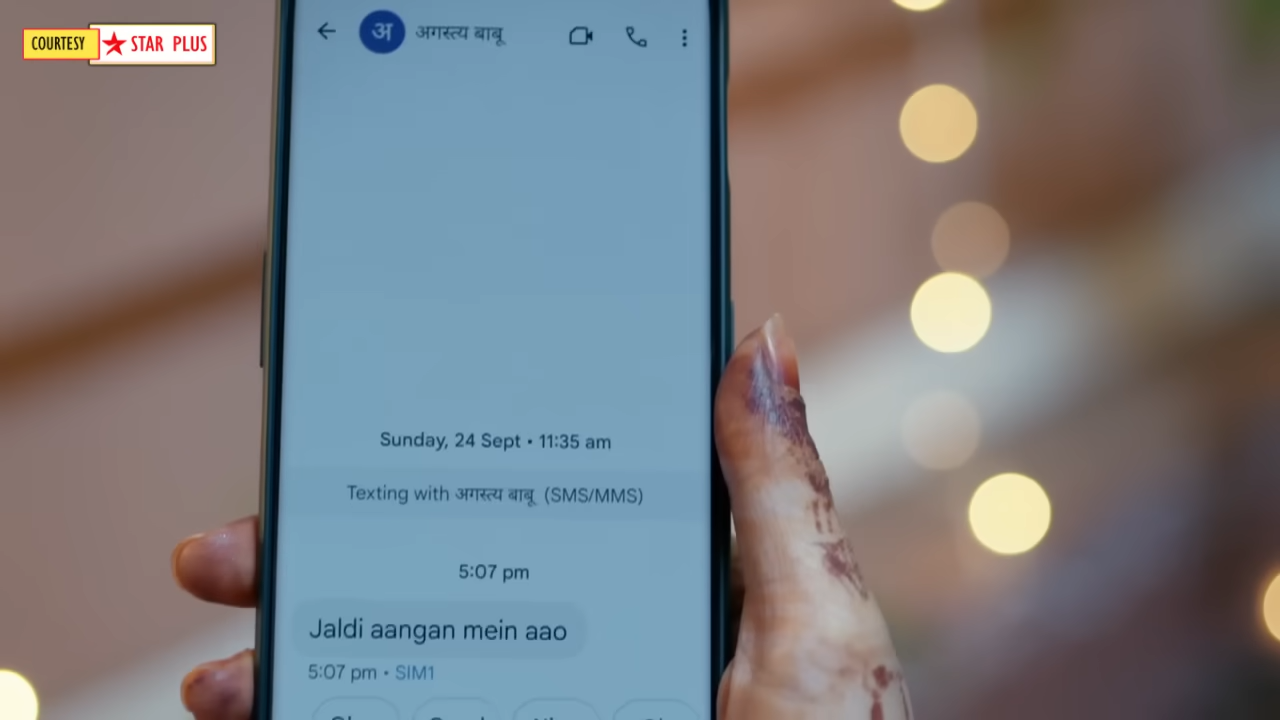 COURTESY STAR PLUS
अ अगस्त्य बाबू
Sunday, 24 Sept • 11:35 am
Texting with अगस्त्य बाबू (SMS/MMS)
5:07 pm
Jaldi aangan mein aao
5:07 pm • SIM1